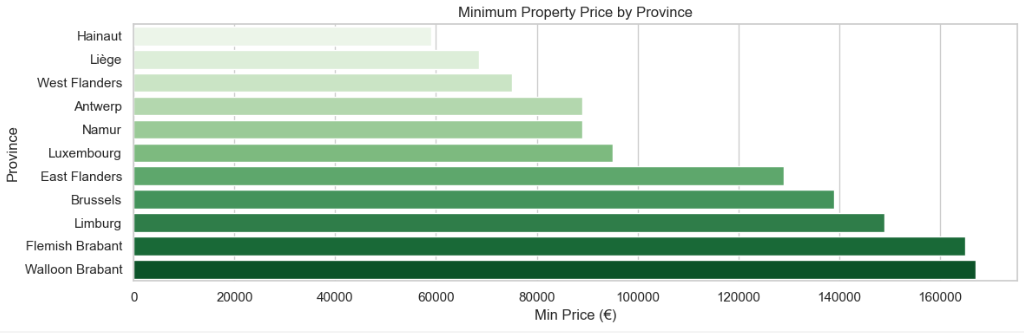 Minimum Property Price by Province
Province
Hainaut
Liège
West Flanders
Antwerp
Namur
Luxembourg
East Flanders
Brussels
Limburg
Flemish Brabant
Walloon Brabant
0 20000 40000 60000 80000 100000 120000 140000 160000
Min Price (€)